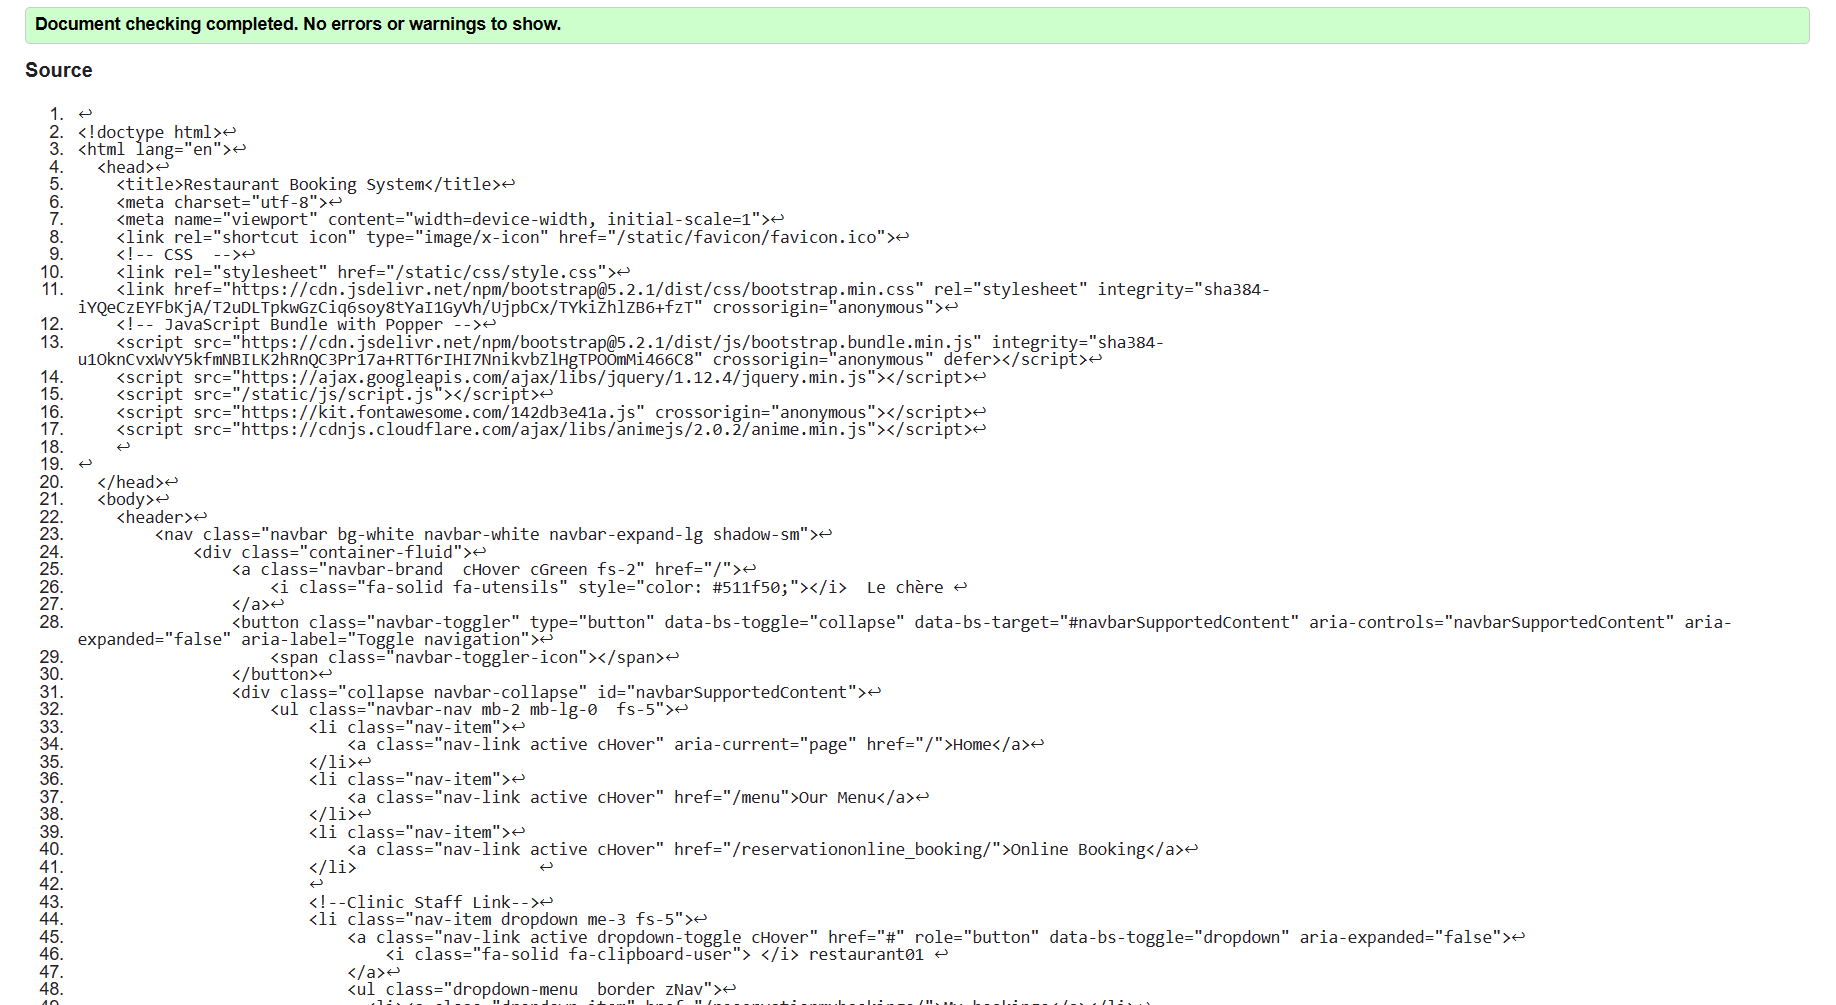 Document checking completed. No errors or warnings to show.
Source
1. ↩
2. <!doctype html>↩
3. <html lang="en">↩
4. <head>↩
5. <title>Restaurant Booking System</title>↩
6. <meta charset="utf-8">↩
7. <meta name="viewport" content="width=device-width, initial-scale=1">↩
8. <link rel="shortcut icon" type="image/x-icon" href="/static/favicon/favicon.ico">↩
9. <!-- CSS  -->↩
10. <link rel="stylesheet" href="/static/css/style.css">↩
11. <link href="https://cdn.jsdelivr.net/npm/bootstrap@5.2.1/dist/css/bootstrap.min.css" rel="stylesheet" integrity="sha384-
iYQeCzEYFbKjA/T2uDLTpkwGzCiq6soy8tYaI1GyVh/UjpbCx/TYkiZhlZB6+fzT" crossorigin="anonymous">↩
12. <!-- JavaScript Bundle with Popper -->↩
13. <script src="https://cdn.jsdelivr.net/npm/bootstrap@5.2.1/dist/js/bootstrap.bundle.min.js" integrity="sha384-
u1OknCvxWvY5kfmNBILK2hRnQC3Pr17a+RTT6rIHI7NnikvbZlHgTPOOmMi466C8" crossorigin="anonymous" defer></script>↩
14. <script src="https://ajax.googleapis.com/ajax/libs/jquery/1.12.4/jquery.min.js"></script>↩
15. <script src="/static/js/script.js"></script>↩
16. <script src="https://kit.fontawesome.com/142db3e41a.js" crossorigin="anonymous"></script>↩
17. <script src="https://cdnjs.cloudflare.com/ajax/libs/animejs/2.0.2/anime.min.js"></script>↩
18. ↩
19. ↩
20. </head>↩
21. <body>↩
22. <header>↩
23. <nav class="navbar bg-white navbar-white navbar-expand-lg shadow-sm">↩
24. <div class="container-fluid">↩
25. <a class="navbar-brand  cHover cGreen fs-2" href="/">↩
26. <i class="fa-solid fa-utensils" style="color: #511f50;"></i>  Le chère ↩
27. </a>↩
28. <button class="navbar-toggler" type="button" data-bs-toggle="collapse" data-bs-target="#navbarSupportedContent" aria-controls="navbarSupportedContent" aria-
expanded="false" aria-label="Toggle navigation">↩
29. <span class="navbar-toggler-icon"></span>↩
30. </button>↩
31. <div class="collapse navbar-collapse" id="navbarSupportedContent">↩
32. <ul class="navbar-nav mb-2 mb-lg-0  fs-5">↩
33. <li class="nav-item">↩
34. <a class="nav-link active cHover" aria-current="page" href="/">Home</a>↩
35. </li>↩
36. <li class="nav-item">↩
37. <a class="nav-link active cHover" href="/menu">Our Menu</a>↩
38. </li>↩
39. <li class="nav-item">↩
40. <a class="nav-link active cHover" href="/reservationonline_booking/">Online Booking</a>↩
41. </li> ↩
42. ↩
43. <!--Clinic Staff Link-->↩
44. <li class="nav-item dropdown me-3 fs-5">↩
45. <a class="nav-link active dropdown-toggle cHover" href="#" role="button" data-bs-toggle="dropdown" aria-expanded="false">↩
46. <i class="fa-solid fa-clipboard-user"> </i> restaurant01 ↩
47. </a>↩
48. <ul class="dropdown-menu  border zNav">↩